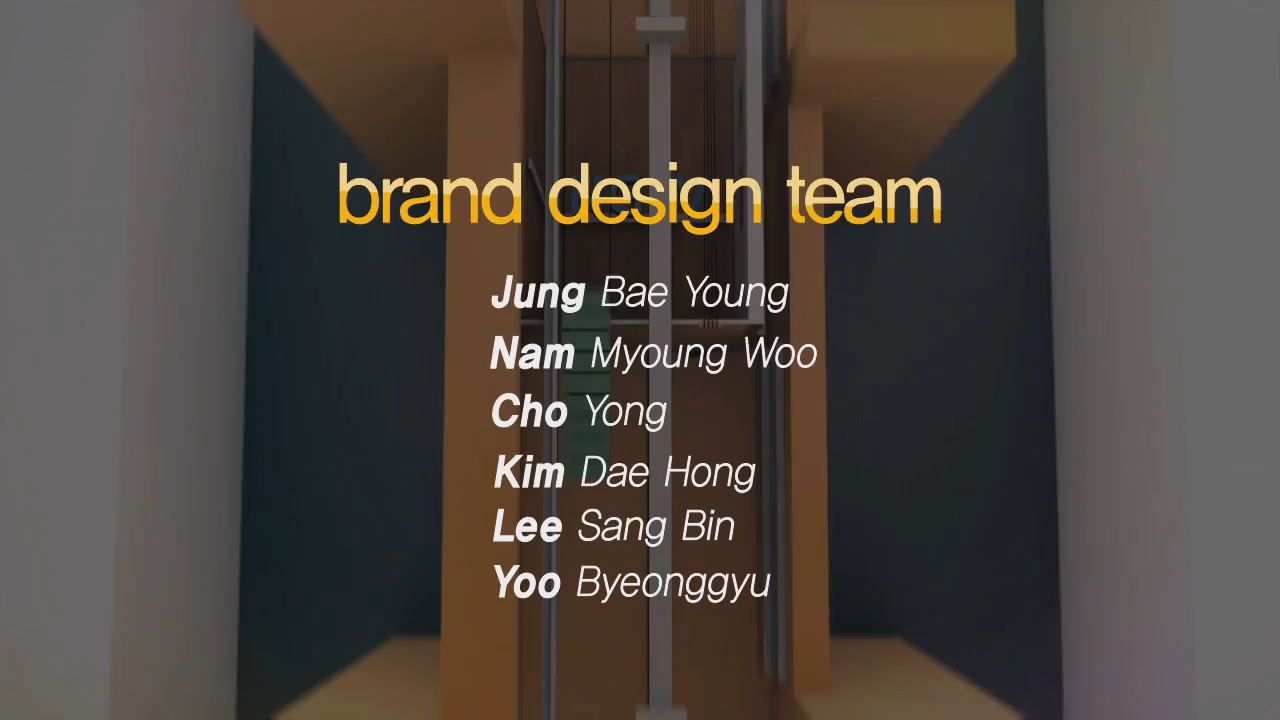 brand design team
Jung Bae Young
Nam Myoung Woo
Cho Yong
Kim Dae Hong
Lee Sang Bin
Yoo Byeonggyu